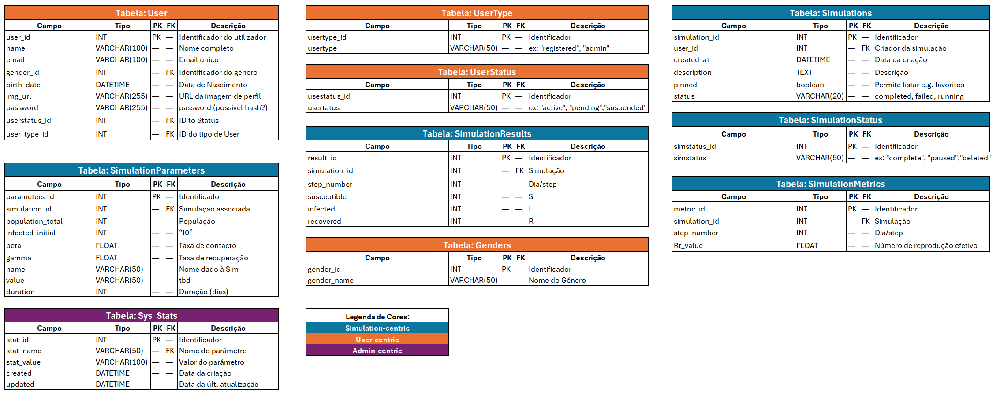 Tabela: User
Campo Tipo PK FK Descrição
user_id INT PK — Identificador do utilizador
name VARCHAR(100) — — Nome completo
email VARCHAR(100) — — Email único
gender_id INT — FK Identificador do género
birth_date DATETIME — — Data de Nascimento
img_url VARCHAR(255) — — URL da imagem de perfil
password VARCHAR(255) — — password (possivel hash?)
userstatus_id INT — FK ID to Status
user_type_id INT — FK ID do tipo de User
Tabela: SimulationParameters
Campo Tipo PK FK Descrição
parameters_id INT PK — Identificador
simulation_id INT — FK Simulação associada
population_total INT — — População
infected_initial INT — — “I0”
beta FLOAT — — Taxa de contacto
gamma FLOAT — — Taxa de recuperação
name VARCHAR(50) — — Nome dado à Sim
value VARCHAR(50) — — tbd
duration INT — — Duração (dias)
Tabela: Sys_Stats
Campo Tipo PK FK Descrição
stat_id INT PK — Identificador
stat_name VARCHAR(50) — FK Nome do parâmetro
stat_value VARCHAR(100) — — Valor do parâmetro
created DATETIME — — Data da criação
updated DATETIME — — Data da últ. atualização
Tabela: UserType
Campo Tipo PK FK Descrição
usertype_id INT PK — Identificador
usertype VARCHAR(50) — — ex: "registered", "admin"
Tabela: UserStatus
Campo Tipo PK FK Descrição
usestatus_id INT PK — Identificador
usertatus VARCHAR(50) — — ex: "active", "pending","suspended"
Tabela: SimulationResults
Campo Tipo PK FK Descrição
result_id INT PK — Identificador
simulation_id INT — FK Simulação
step_number INT — — Dia/step
susceptible INT — — S
infected INT — — I
recovered INT — — R
Tabela: Genders
Campo Tipo PK FK Descrição
gender_id INT PK — Identificador
gender_name VARCHAR(50) — — Nome do Género
Legenda de Cores:
Simulation-centric
User-centric
Admin-centric
Tabela: Simulations
Campo Tipo PK FK Descrição
simulation_id INT PK — Identificador
user_id INT — FK Criador da simulação
created_at DATETIME — — Data da criação
description TEXT — — Descrição
pinned boolean — — Permite listar e.g. favoritos
status VARCHAR(20) — — completed, failed, running
Tabela: SimulationStatus
Campo Tipo PK FK Descrição
simstatus_id INT PK — Identificador
simstatus VARCHAR(50) — — ex: "complete", "paused","deleted"
Tabela: SimulationMetrics
Campo Tipo PK FK Descrição
metric_id INT PK — Identificador
simulation_id INT — FK Simulação
step_number INT — — Dia/step
Rt_value FLOAT — — Número de reprodução efetivo